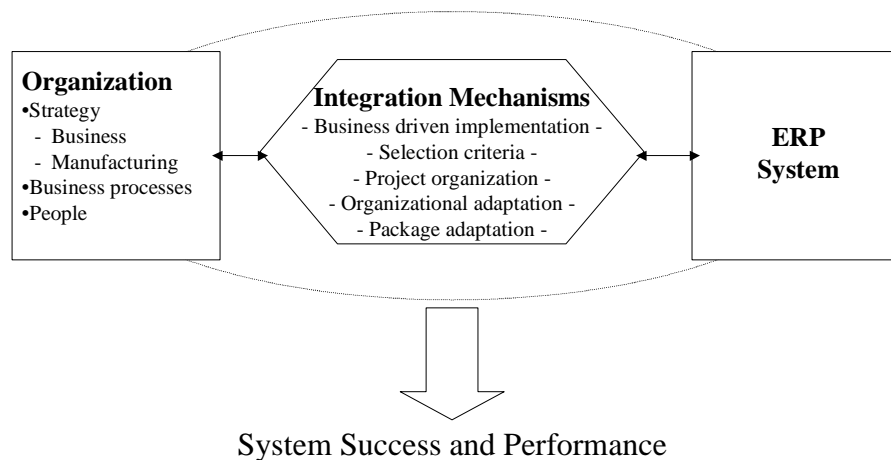 Organization
•Strategy
- Business
- Manufacturing
•Business processes
•People
Integration Mechanisms
- Business driven implementation -
- Selection criteria -
- Project organization -
- Organizational adaptation -
- Package adaptation -
ERP
System
System Success and Performance